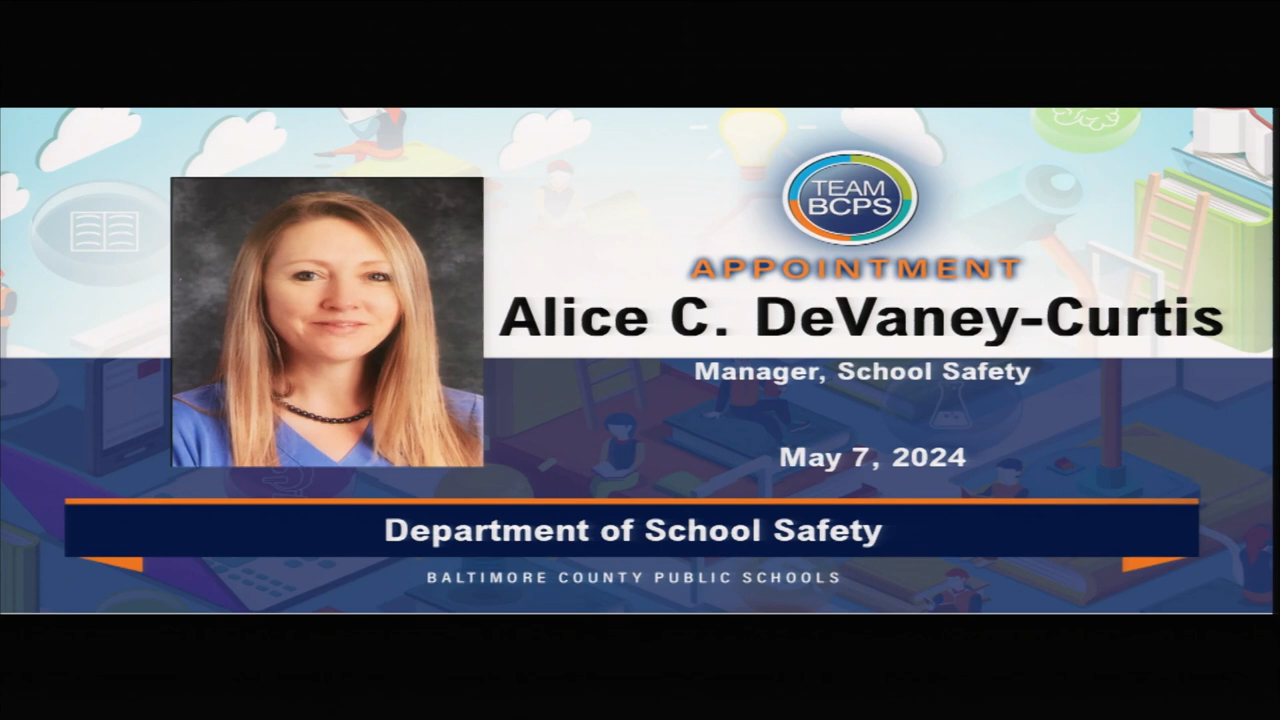 TEAM
BCPS
APPOINTMENT
Alice C. DeVaney-Curtis
Manager, School Safety
May 7, 2024
Department of School Safety
BALTIMORE COUNTY PUBLIC SCHOOLS